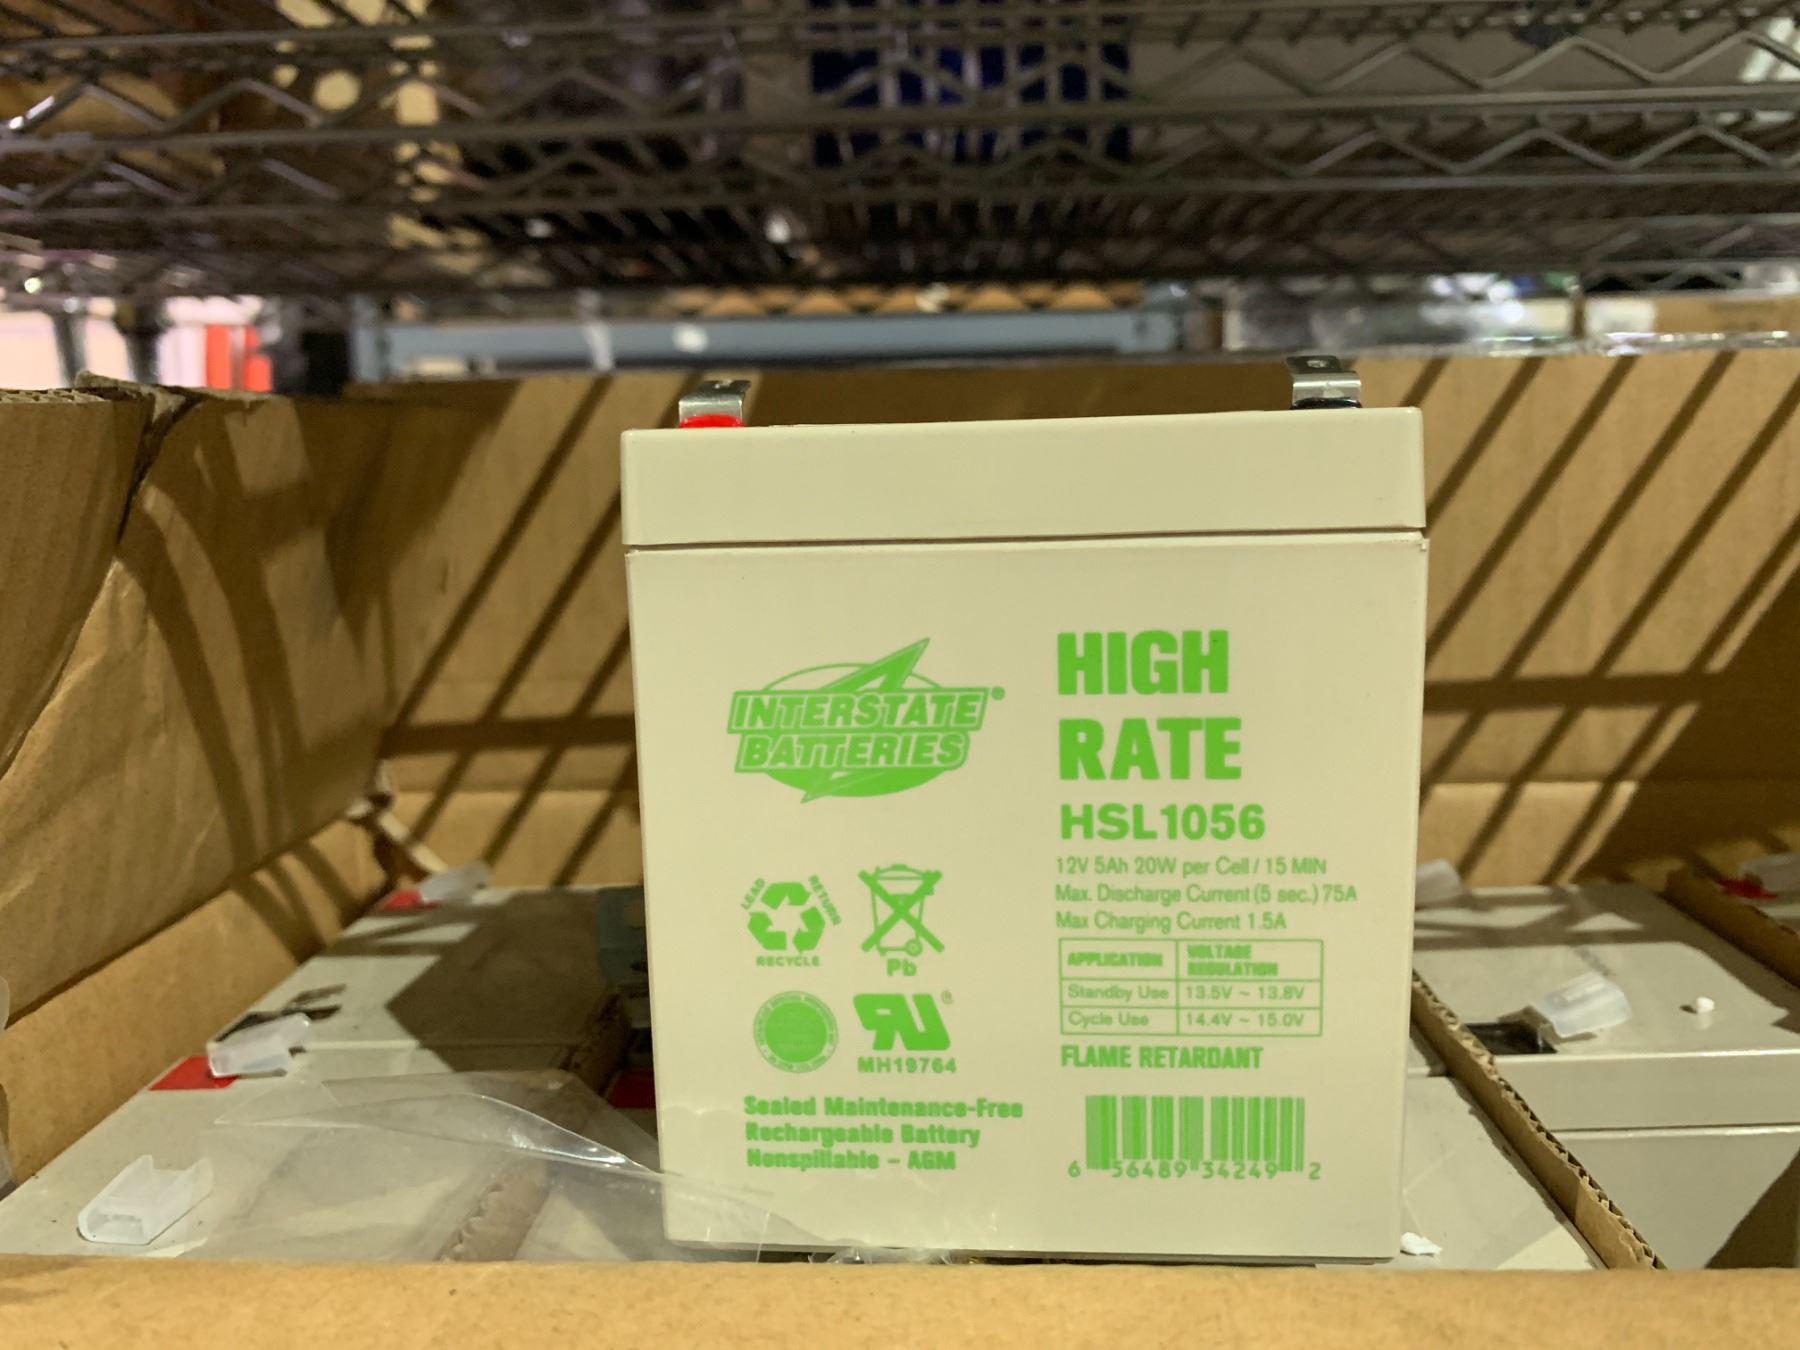 INTERSTATE®
BATTERIES
HIGH
RATE
HSL1056
12V 5Ah 20W per Cell / 15 MIN
Max. Discharge Current (5 sec.) 75A
Max Charging Current 1.5A
APPLICATION VOLTAGE REGULATION
Standby Use 13.5V ~ 13.8V
Cycle Use 14.4V ~ 15.0V
FLAME RETARDANT
LEAD
RETURN
RECYCLE
Pb
MH19764
Sealed Maintenance-Free
Rechargeable Battery
Nonspillable - AGM
6 56489 34249 2